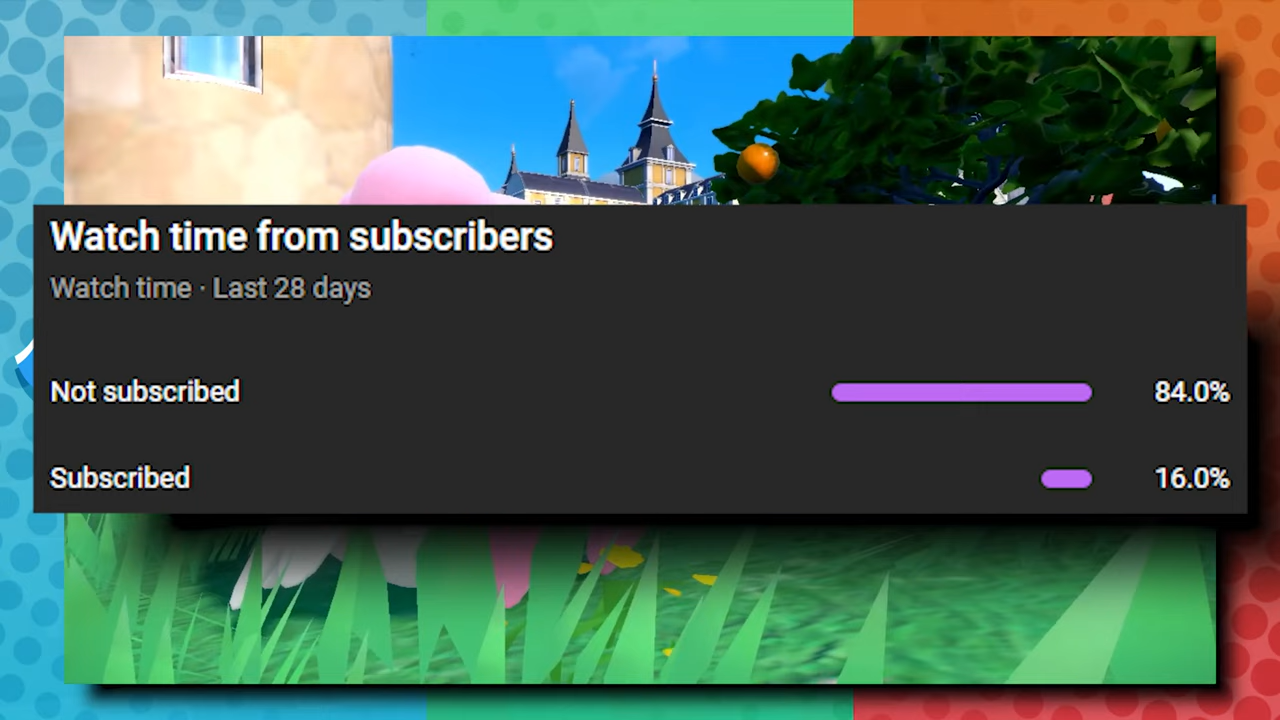 Watch time from subscribers
Watch time · Last 28 days
Not subscribed 84.0%
Subscribed 16.0%